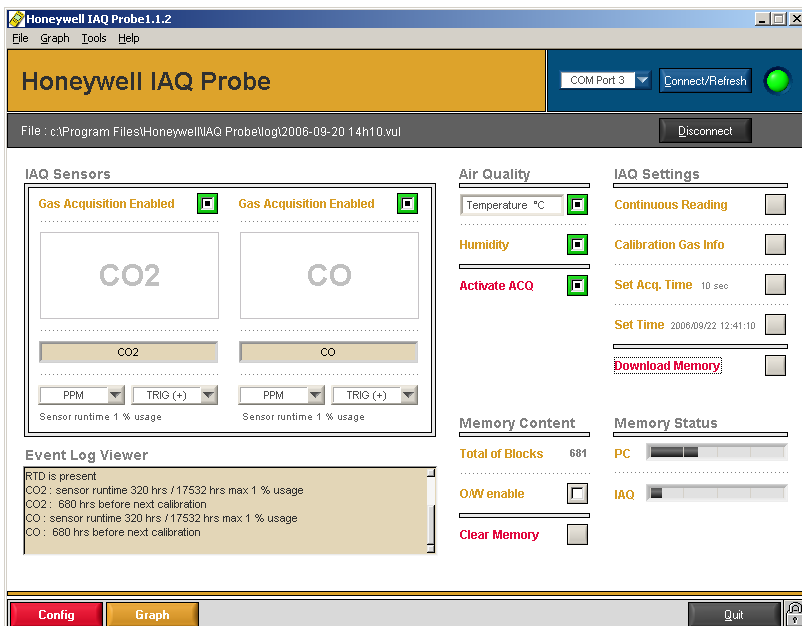 Honeywell IAQ Probe1.1.2
File Graph Tools Help
Honeywell IAQ Probe
COM Port 3
Connect/Refresh
File : c:\Program Files\Honeywell\IAQ Probe\log\2006-09-20 14h10.vul
Disconnect
IAQ Sensors
Gas Acquisition Enabled
Gas Acquisition Enabled
CO2
CO
CO2
CO
PPM
TRIG (+)
PPM
TRIG (+)
Sensor runtime 1 % usage
Sensor runtime 1 % usage
Air Quality
Temperature °C
Humidity
Activate ACQ
IAQ Settings
Continuous Reading
Calibration Gas Info
Set Acq. Time 10 sec
Set Time 2006/09/22 12:41:10
Download Memory
Event Log Viewer
RTD is present
CO2 : sensor runtime 320 hrs / 17532 hrs max 1 % usage
CO2 : 680 hrs before next calibration
CO : sensor runtime 320 hrs / 17532 hrs max 1 % usage
CO : 680 hrs before next calibration
Memory Content
Total of Blocks 681
O/W enable
Clear Memory
Memory Status
PC
IAQ
Config
Graph
Quit